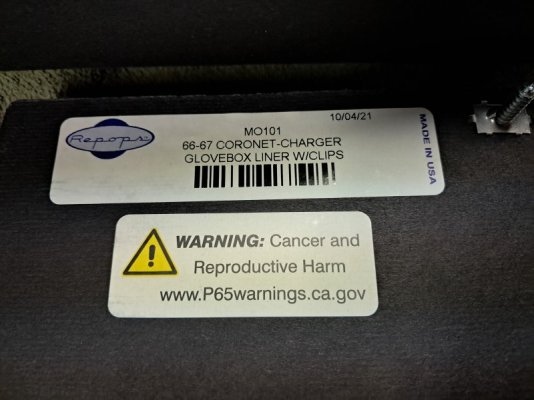 Repops
10/04/21
MO101
66-67 CORONET-CHARGER
GLOVEBOX LINER W/CLIPS
MADE IN USA
WARNING: Cancer and
Reproductive Harm
www.P65warnings.ca.gov